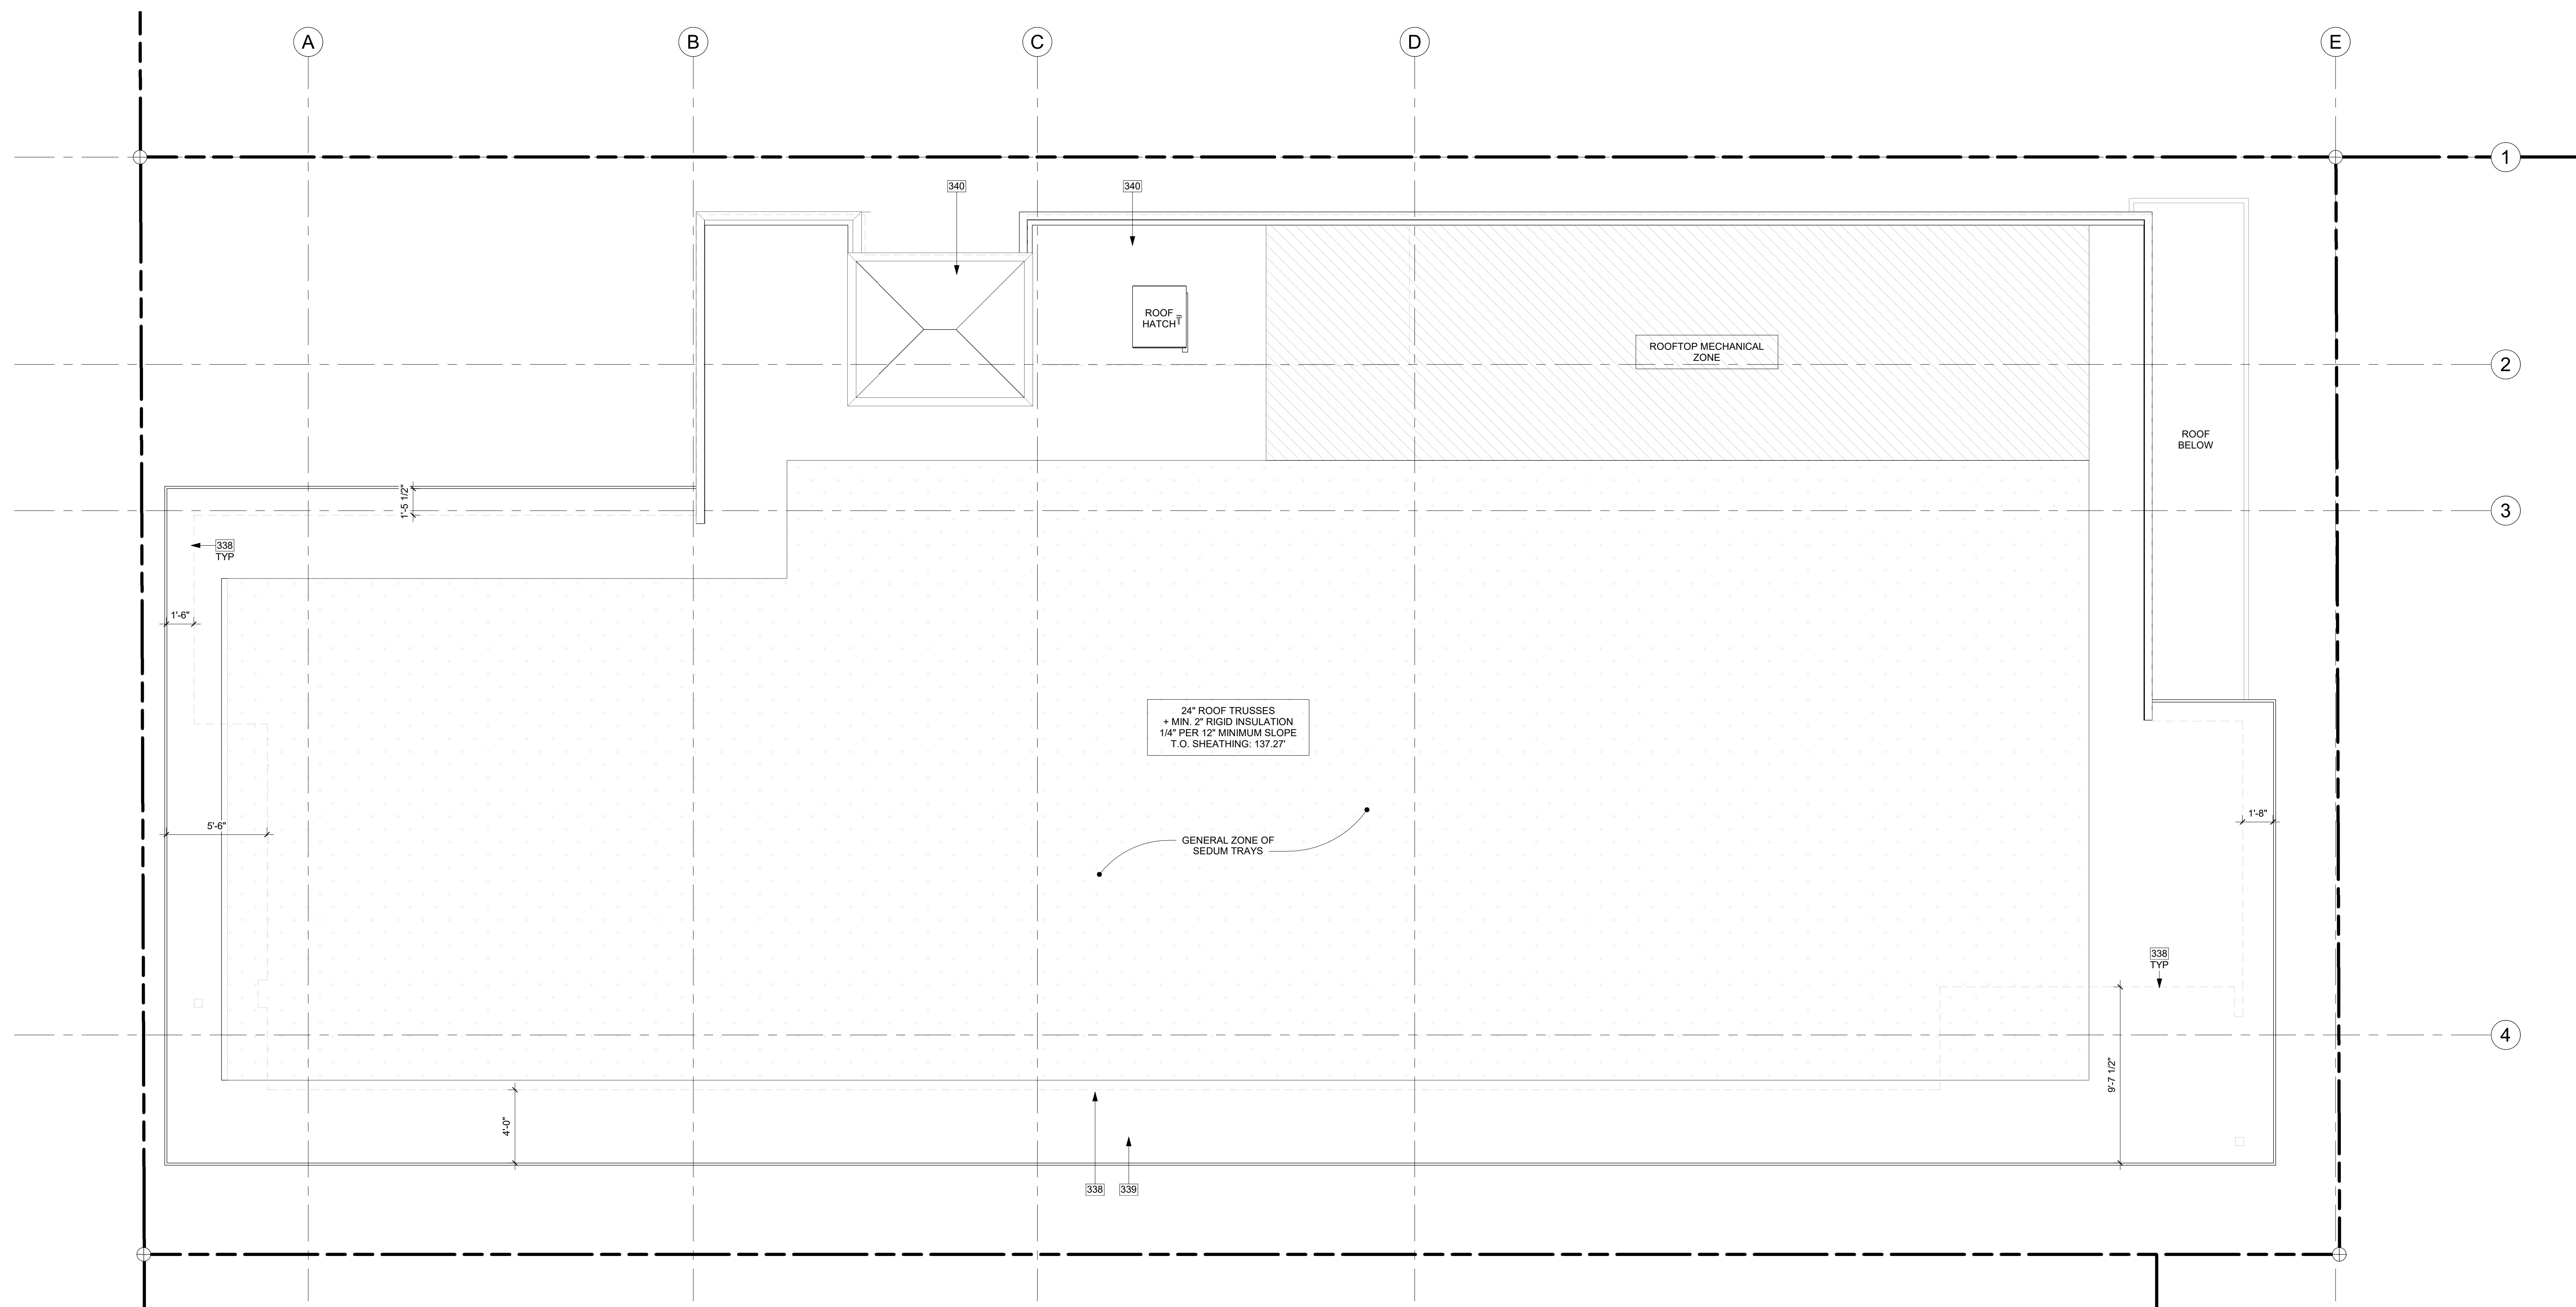 A
B
C
D
E
1
340
340
ROOF
HATCH
ROOFTOP MECHANICAL
ZONE
2
ROOF
BELOW
1'-5 1/2"
3
338
TYP
1'-6"
24" ROOF TRUSSES
+ MIN. 2" RIGID INSULATION
1/4" PER 12" MINIMUM SLOPE
T.O. SHEATHING: 137.27'
5'-6"
1'-8"
GENERAL ZONE OF
SEDUM TRAYS
338
TYP
4
9'-7 1/2"
4'-0"
338
339